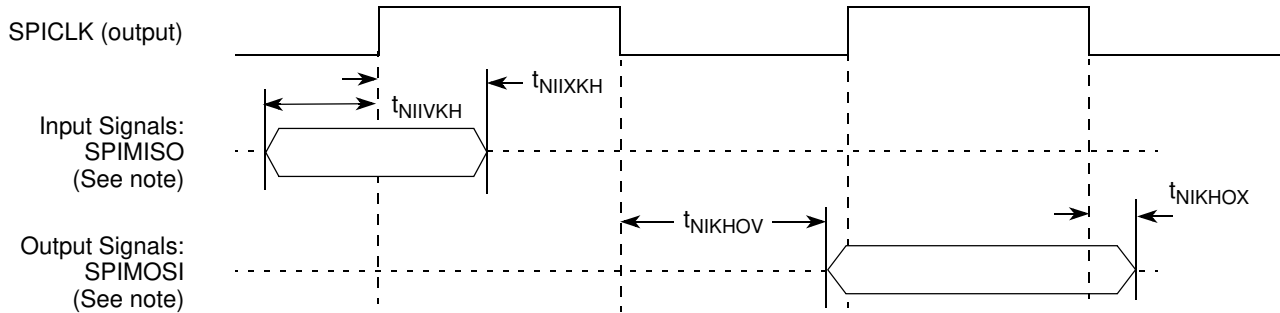 SPICLK (output)
tNIIXKH
tNIIVKH
Input Signals:
SPIMISO
(See note)
tNIKHOX
tNIKHOV
Output Signals:
SPIMOSI
(See note)